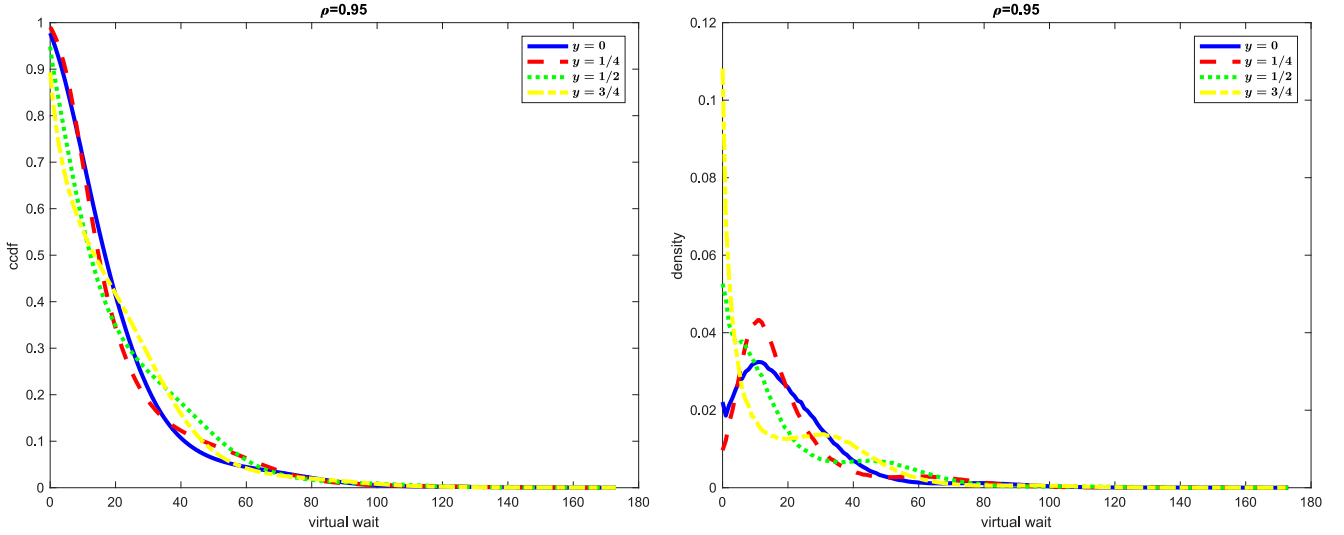 ρ=0.95
1
0.9
0.8
0.7
0.6
0.5
0.4
0.3
0.2
0.1
0
ccdf
0 20 40 60 80 100 120 140 160 180
virtual wait
y = 0
y = 1/4
y = 1/2
y = 3/4
ρ=0.95
0.12
0.1
0.08
0.06
0.04
0.02
0
density
0 20 40 60 80 100 120 140 160 180
virtual wait
y = 0
y = 1/4
y = 1/2
y = 3/4